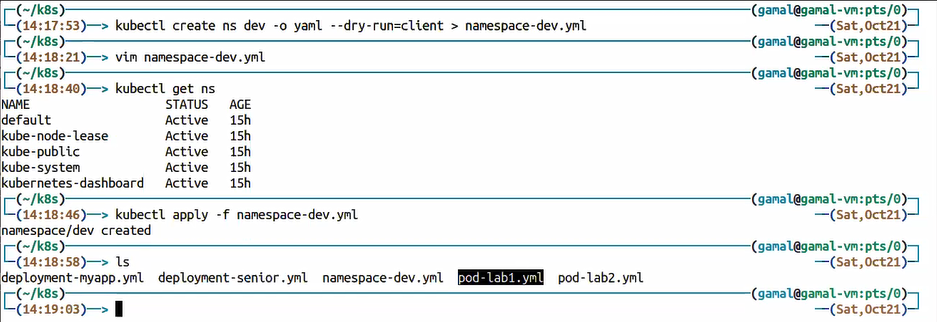 (~/k8s) (gamal@gamal-vm:pts/0)
(14:17:53)──> kubectl create ns dev -o yaml --dry-run=client > namespace-dev.yml (Sat,Oct21)
(~/k8s) (gamal@gamal-vm:pts/0)
(14:18:21)──> vim namespace-dev.yml (Sat,Oct21)
(~/k8s) (gamal@gamal-vm:pts/0)
(14:18:40)──> kubectl get ns (Sat,Oct21)
NAME STATUS AGE
default Active 15h
kube-node-lease Active 15h
kube-public Active 15h
kube-system Active 15h
kubernetes-dashboard Active 15h
(~/k8s) (gamal@gamal-vm:pts/0)
(14:18:46)──> kubectl apply -f namespace-dev.yml (Sat,Oct21)
namespace/dev created
(~/k8s) (gamal@gamal-vm:pts/0)
(14:18:58)──> ls (Sat,Oct21)
deployment-myapp.yml deployment-senior.yml namespace-dev.yml pod-lab1.yml pod-lab2.yml
(~/k8s) (gamal@gamal-vm:pts/0)
(14:19:03)──> (Sat,Oct21)